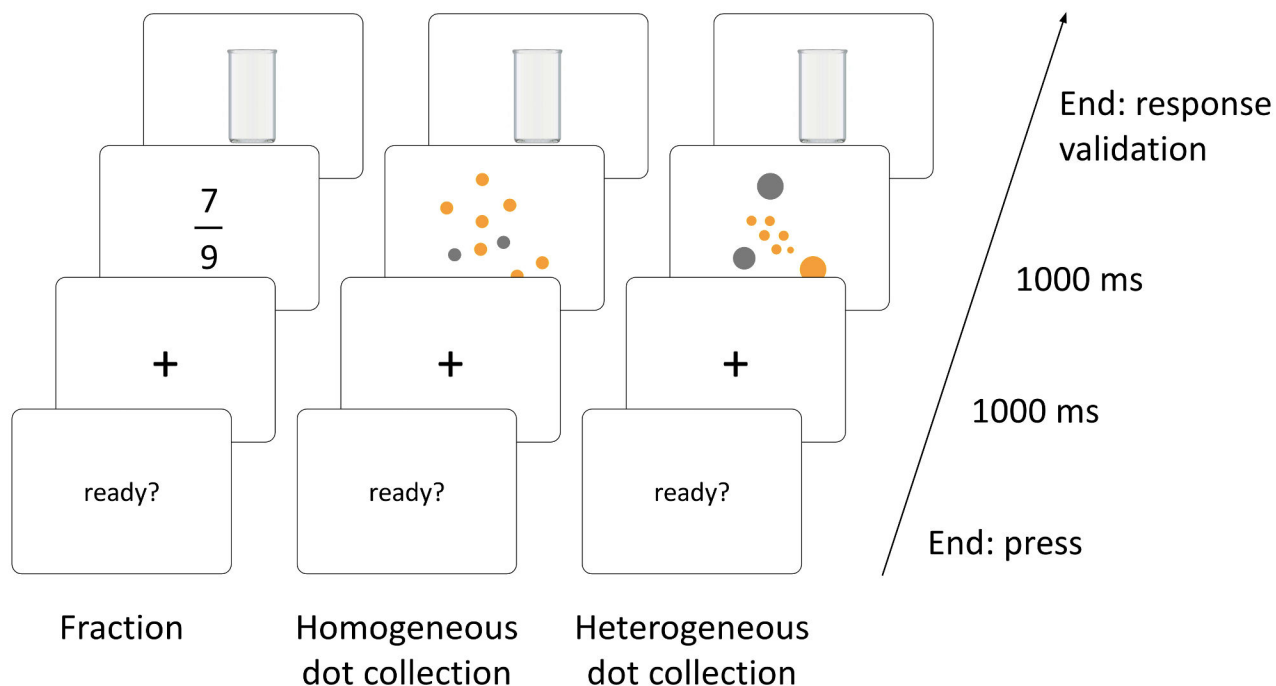 End: response
validation
7
9
1000 ms
+
+
+
1000 ms
ready?
ready?
ready?
End: press
Fraction
Homogeneous
dot collection
Heterogeneous
dot collection